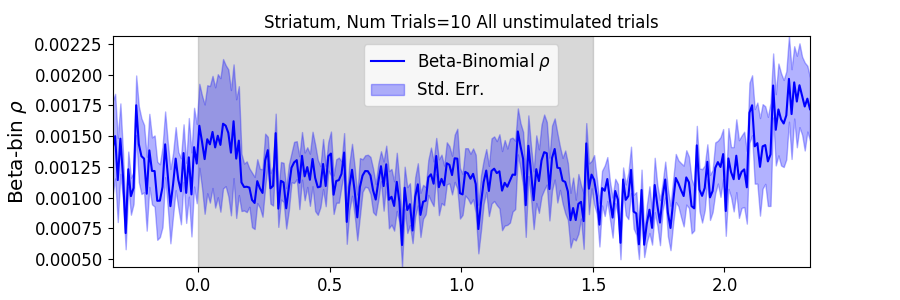 Striatum, Num Trials=10 All unstimulated trials
Beta-bin ρ
0.00225
0.00200
0.00175
0.00150
0.00125
0.00100
0.00075
0.00050
Beta-Binomial ρ
Std. Err.
0.0 0.5 1.0 1.5 2.0